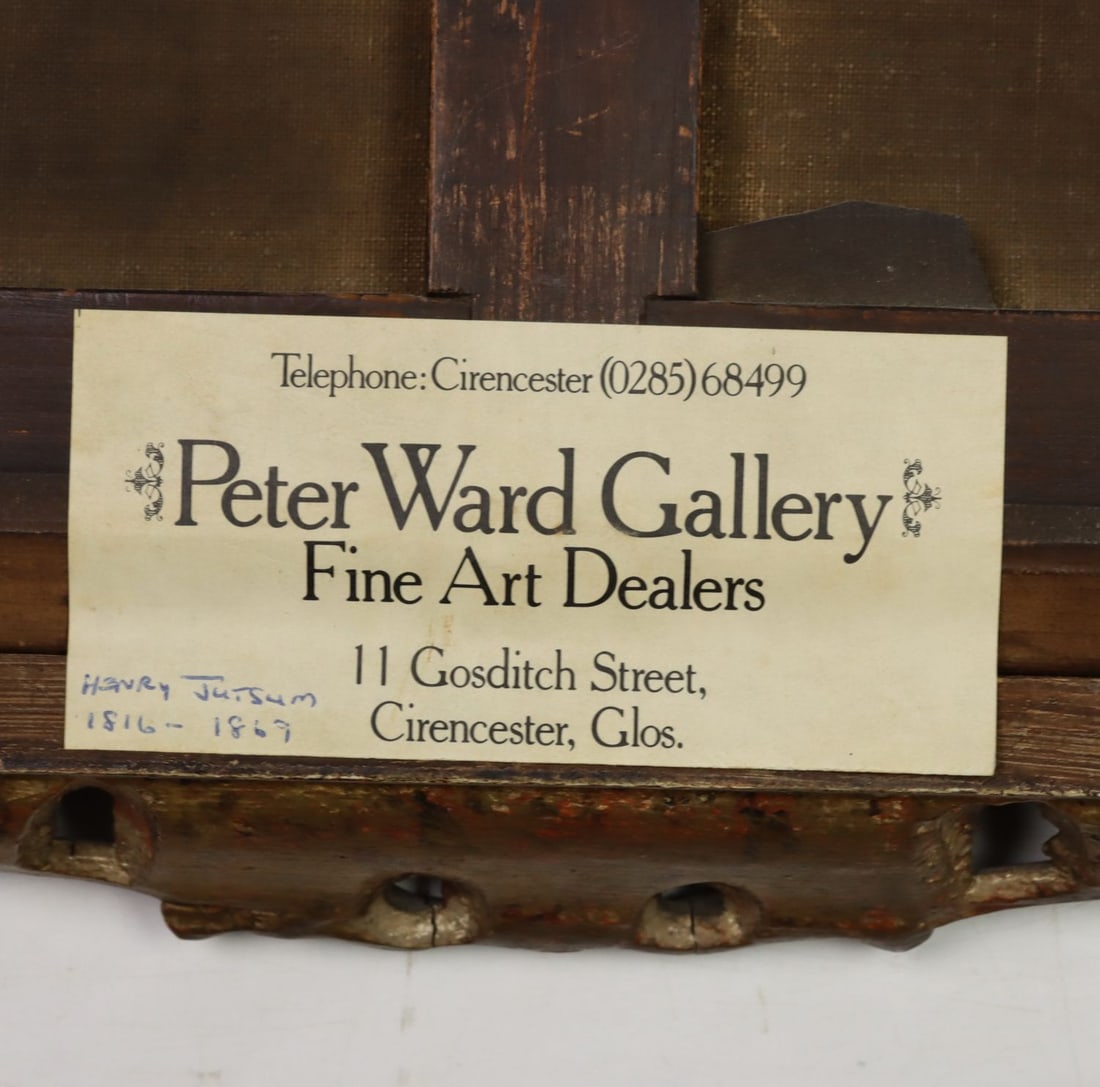 Telephone: Cirencester (0285) 68499
Peter Ward Gallery
Fine Art Dealers
11 Gosditch Street,
Cirencester, Glos.
HENRY JUTSUM
1816 - 1869